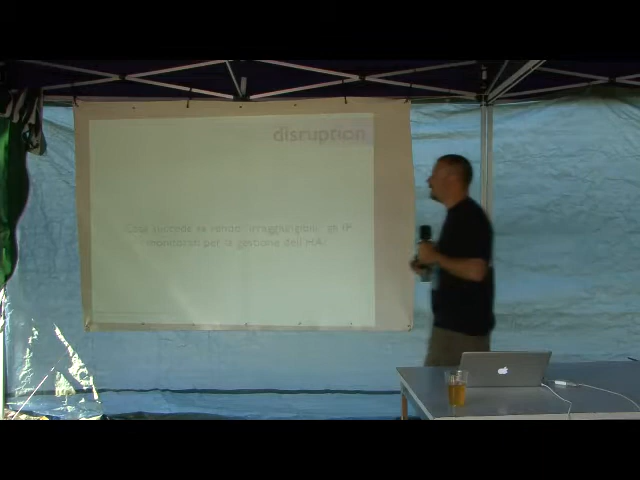 disruption
Cosa succede se rendo irraggiungibili gli IP
monitorati per la gestione dell'HA?